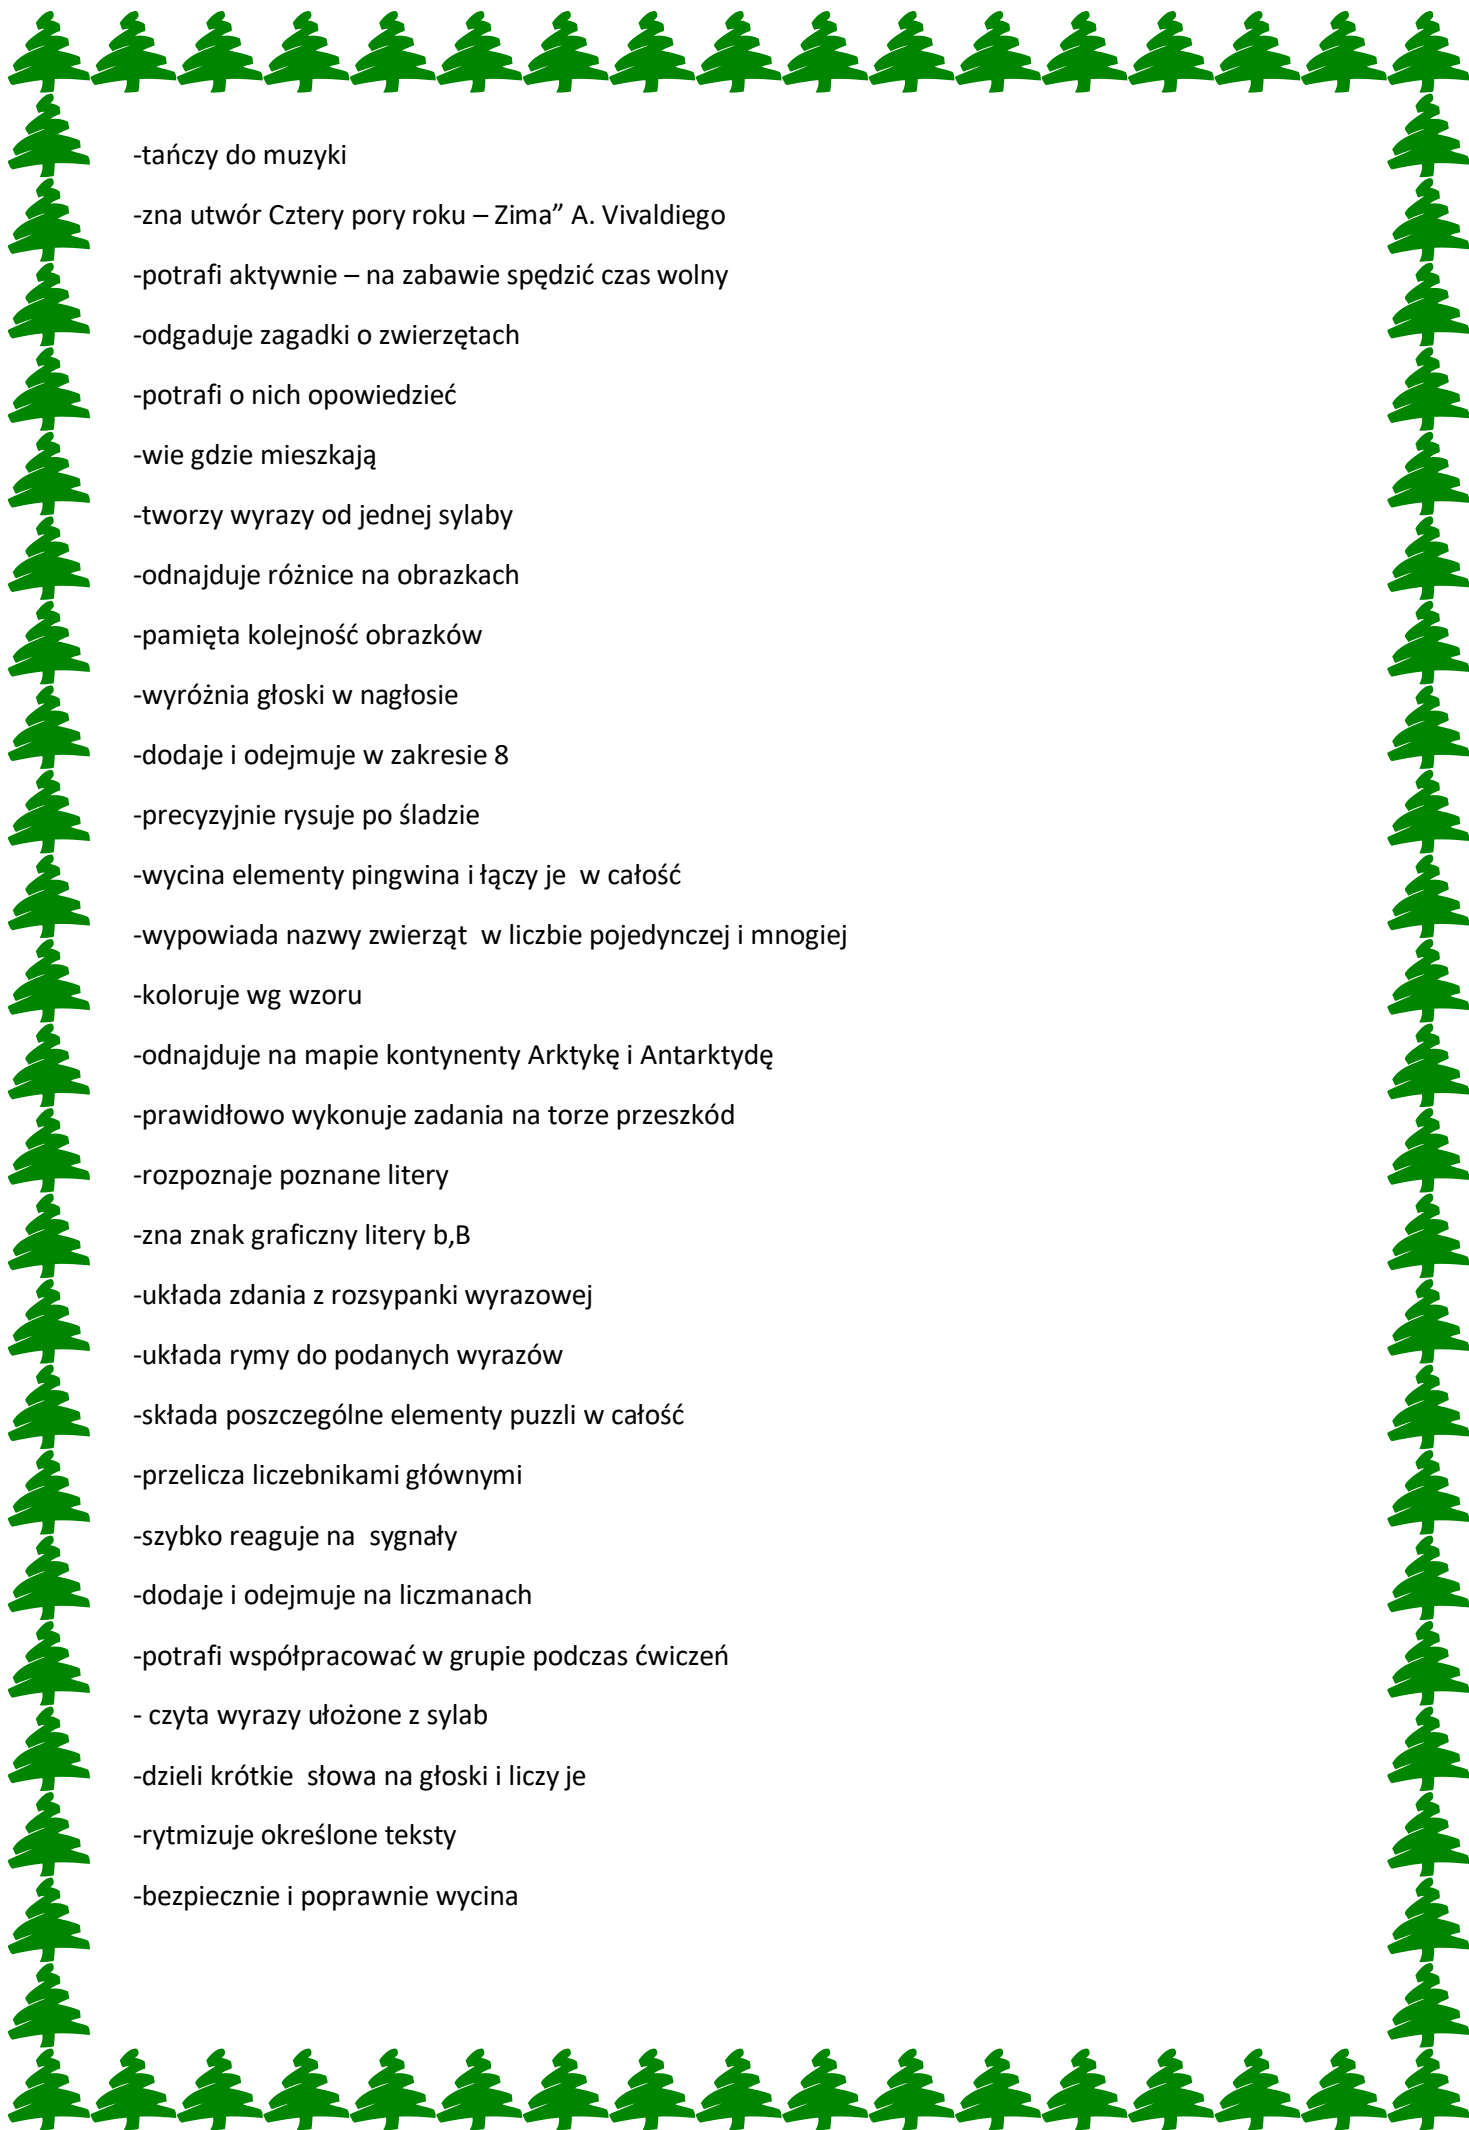 -tańczy do muzyki
-zna utwór Cztery pory roku – Zima” A. Vivaldiego
-potrafi aktywnie – na zabawie spędzić czas wolny
-odgaduje zagadki o zwierzętach
-potrafi o nich opowiedzieć
-wie gdzie mieszkają
-tworzy wyrazy od jednej sylaby
-odnajduje różnice na obrazkach
-pamięta kolejność obrazków
-wyróżnia głoski w nagłosie
-dodaje i odejmuje w zakresie 8
-precyzyjnie rysuje po śladzie
-wycina elementy pingwina i łączy je  w całość
-wypowiada nazwy zwierząt  w liczbie pojedynczej i mnogiej
-koloruje wg wzoru
-odnajduje na mapie kontynenty Arktykę i Antarktydę
-prawidłowo wykonuje zadania na torze przeszkód
-rozpoznaje poznane litery
-zna znak graficzny litery b,B
-układa zdania z rozsypanki wyrazowej
-układa rymy do podanych wyrazów
-składa poszczególne elementy puzzli w całość
-przelicza liczebnikami głównymi
-szybko reaguje na  sygnały
-dodaje i odejmuje na liczmanach
-potrafi współpracować w grupie podczas ćwiczeń
- czyta wyrazy ułożone z sylab
-dzieli krótkie  słowa na głoski i liczy je
-rytmizuje określone teksty
-bezpiecznie i poprawnie wycina